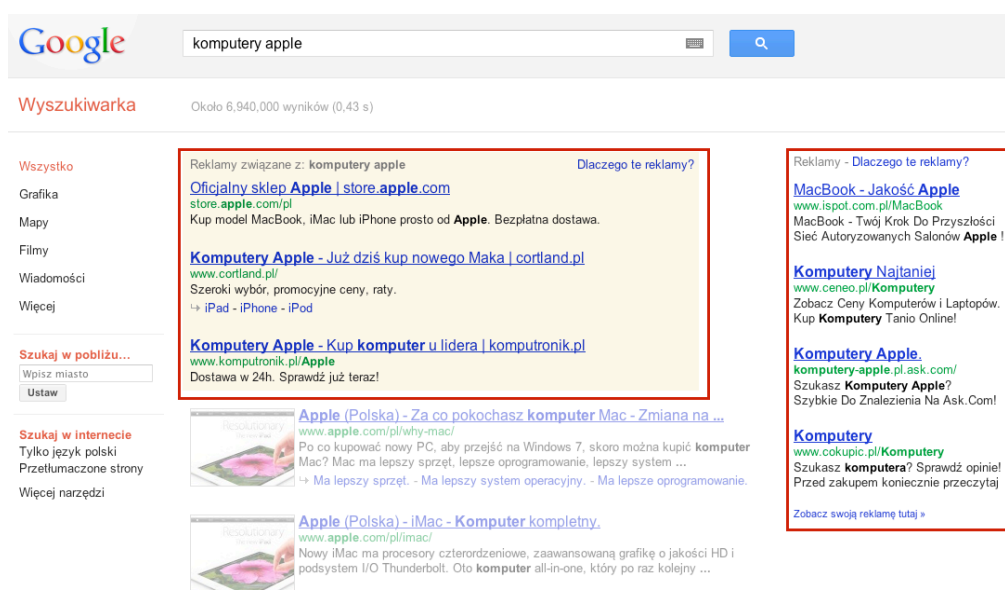 Google
komputery apple
Wyszukiwarka
Około 6,940,000 wyników (0,43 s)
Wszystko
Grafika
Mapy
Filmy
Wiadomości
Więcej
Szukaj w pobliżu...
Wpisz miasto
Ustaw
Szukaj w internecie
Tylko język polski
Przetłumaczone strony
Więcej narzędzi
Reklamy związane z: komputery apple
Dlaczego te reklamy?
Oficjalny sklep Apple | store.apple.com
store.apple.com/pl
Kup model MacBook, iMac lub iPhone prosto od Apple. Bezpłatna dostawa.
Komputery Apple - Już dziś kup nowego Maka | cortland.pl
www.cortland.pl/
Szeroki wybór, promocyjne ceny, raty.
↳ iPad - iPhone - iPod
Komputery Apple - Kup komputer u lidera | komputronik.pl
www.komputronik.pl/Apple
Dostawa w 24h. Sprawdź już teraz!
Resolutionary
Apple (Polska) - Za co pokochasz komputer Mac - Zmiana na ...
www.apple.com/pl/why-mac/
Po co kupować nowy PC, aby przejść na Windows 7, skoro można kupić komputer
Mac? Mac ma lepszy sprzęt, lepsze oprogramowanie, lepszy system ...
↳ Ma lepszy sprzęt. - Ma lepszy system operacyjny. - Ma lepsze oprogramowanie.
Resolutionary
Apple (Polska) - iMac - Komputer kompletny.
www.apple.com/pl/imac/
Nowy iMac ma procesory czterordzeniowe, zaawansowaną grafikę o jakości HD i
podsystem I/O Thunderbolt. Oto komputer all-in-one, który po raz kolejny ...
Reklamy - Dlaczego te reklamy?
MacBook - Jakość Apple
www.ispot.com.pl/MacBook
MacBook - Twój Krok Do Przyszłości
Sieć Autoryzowanych Salonów Apple !
Komputery Najtaniej
www.ceneo.pl/Komputery
Zobacz Ceny Komputerów i Laptopów.
Kup Komputery Tanio Online!
Komputery Apple.
komputery-apple.pl.ask.com/
Szukasz Komputery Apple?
Szybkie Do Znalezienia Na Ask.Com!
Komputery
www.cokupic.pl/Komputery
Szukasz komputera? Sprawdź opinie!
Przed zakupem koniecznie przeczytaj
Zobacz swoją reklamę tutaj »